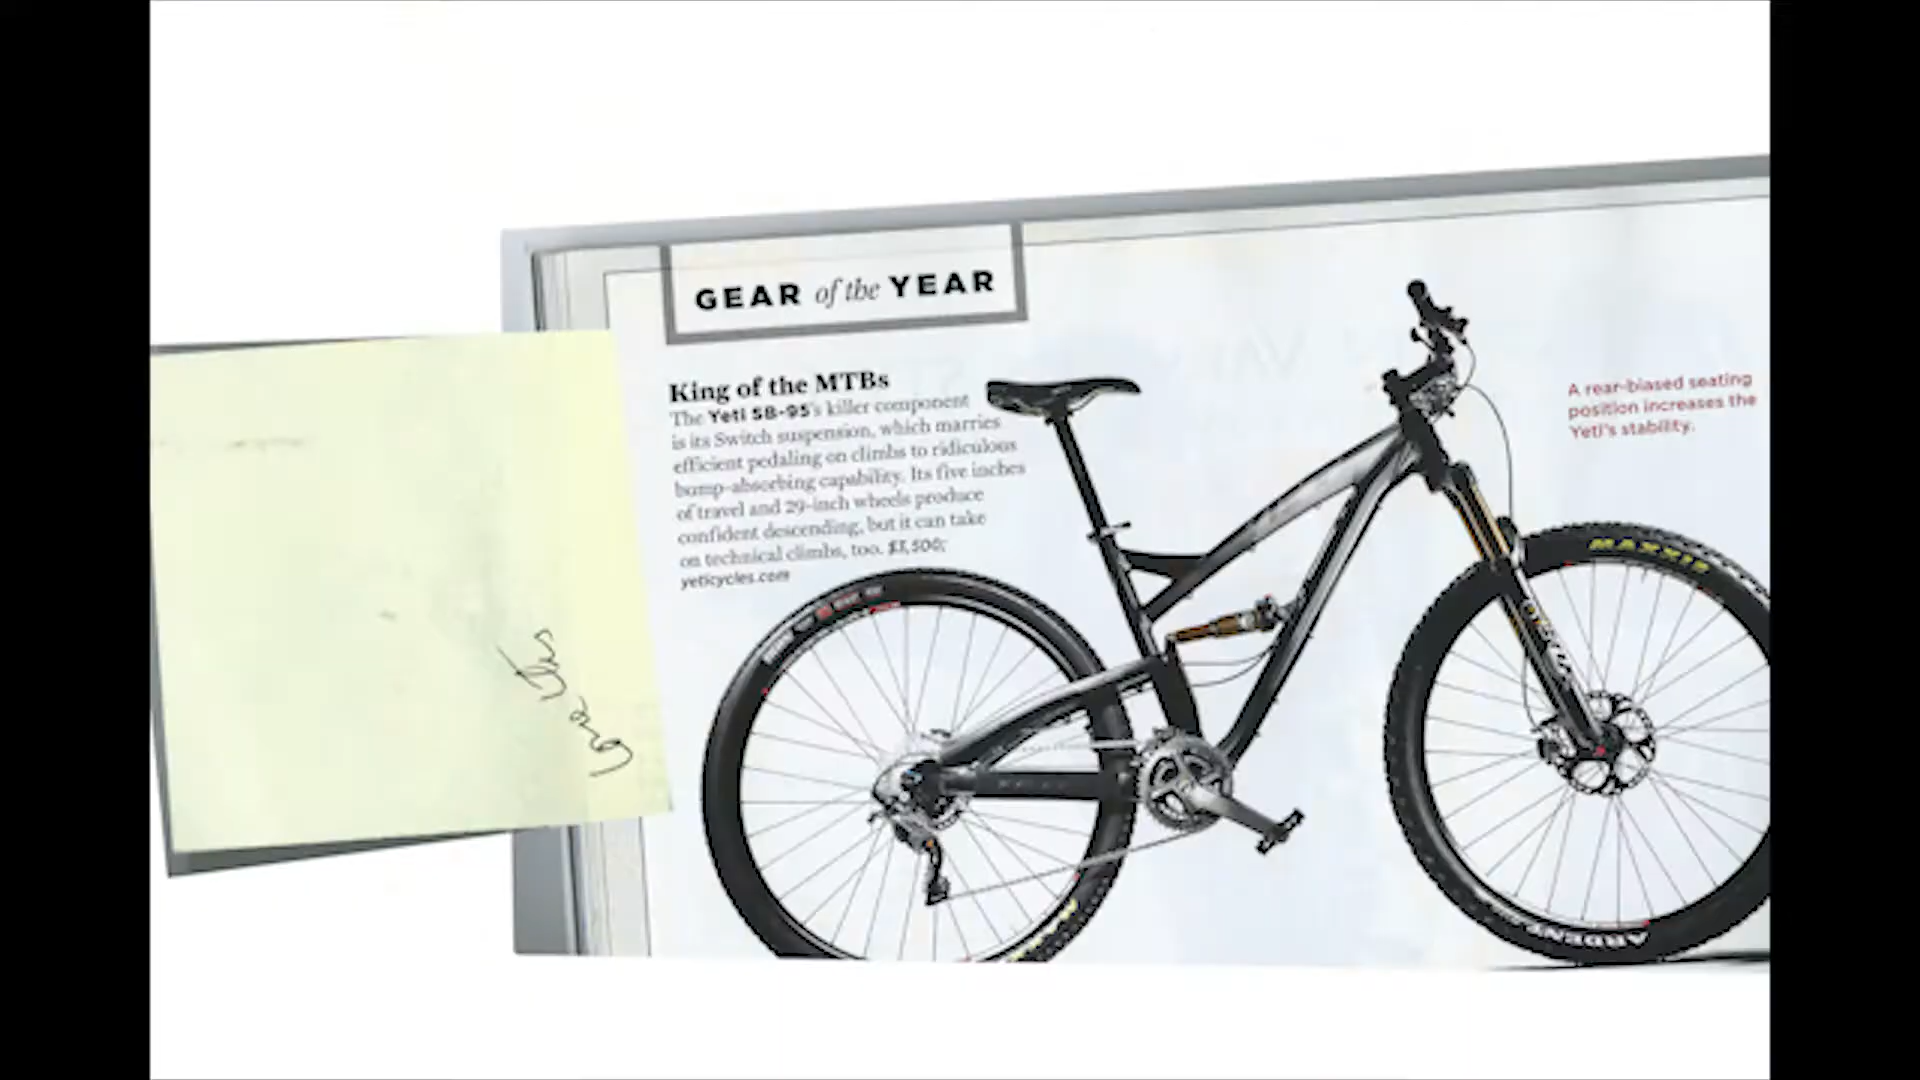 GEAR of the YEAR
King of the MTBs
The Yeti SB-95's killer component
is its Switch suspension, which marries
efficient pedaling on climbs to ridiculous
bump-absorbing capability. Its five inches
of travel and 29-inch wheels produce
confident descending, but it can take
on technical climbs, too. $3,500;
yeticycles.com
A rear-biased seating
position increases the
Yeti's stability.
MAXXIS
ARDENT